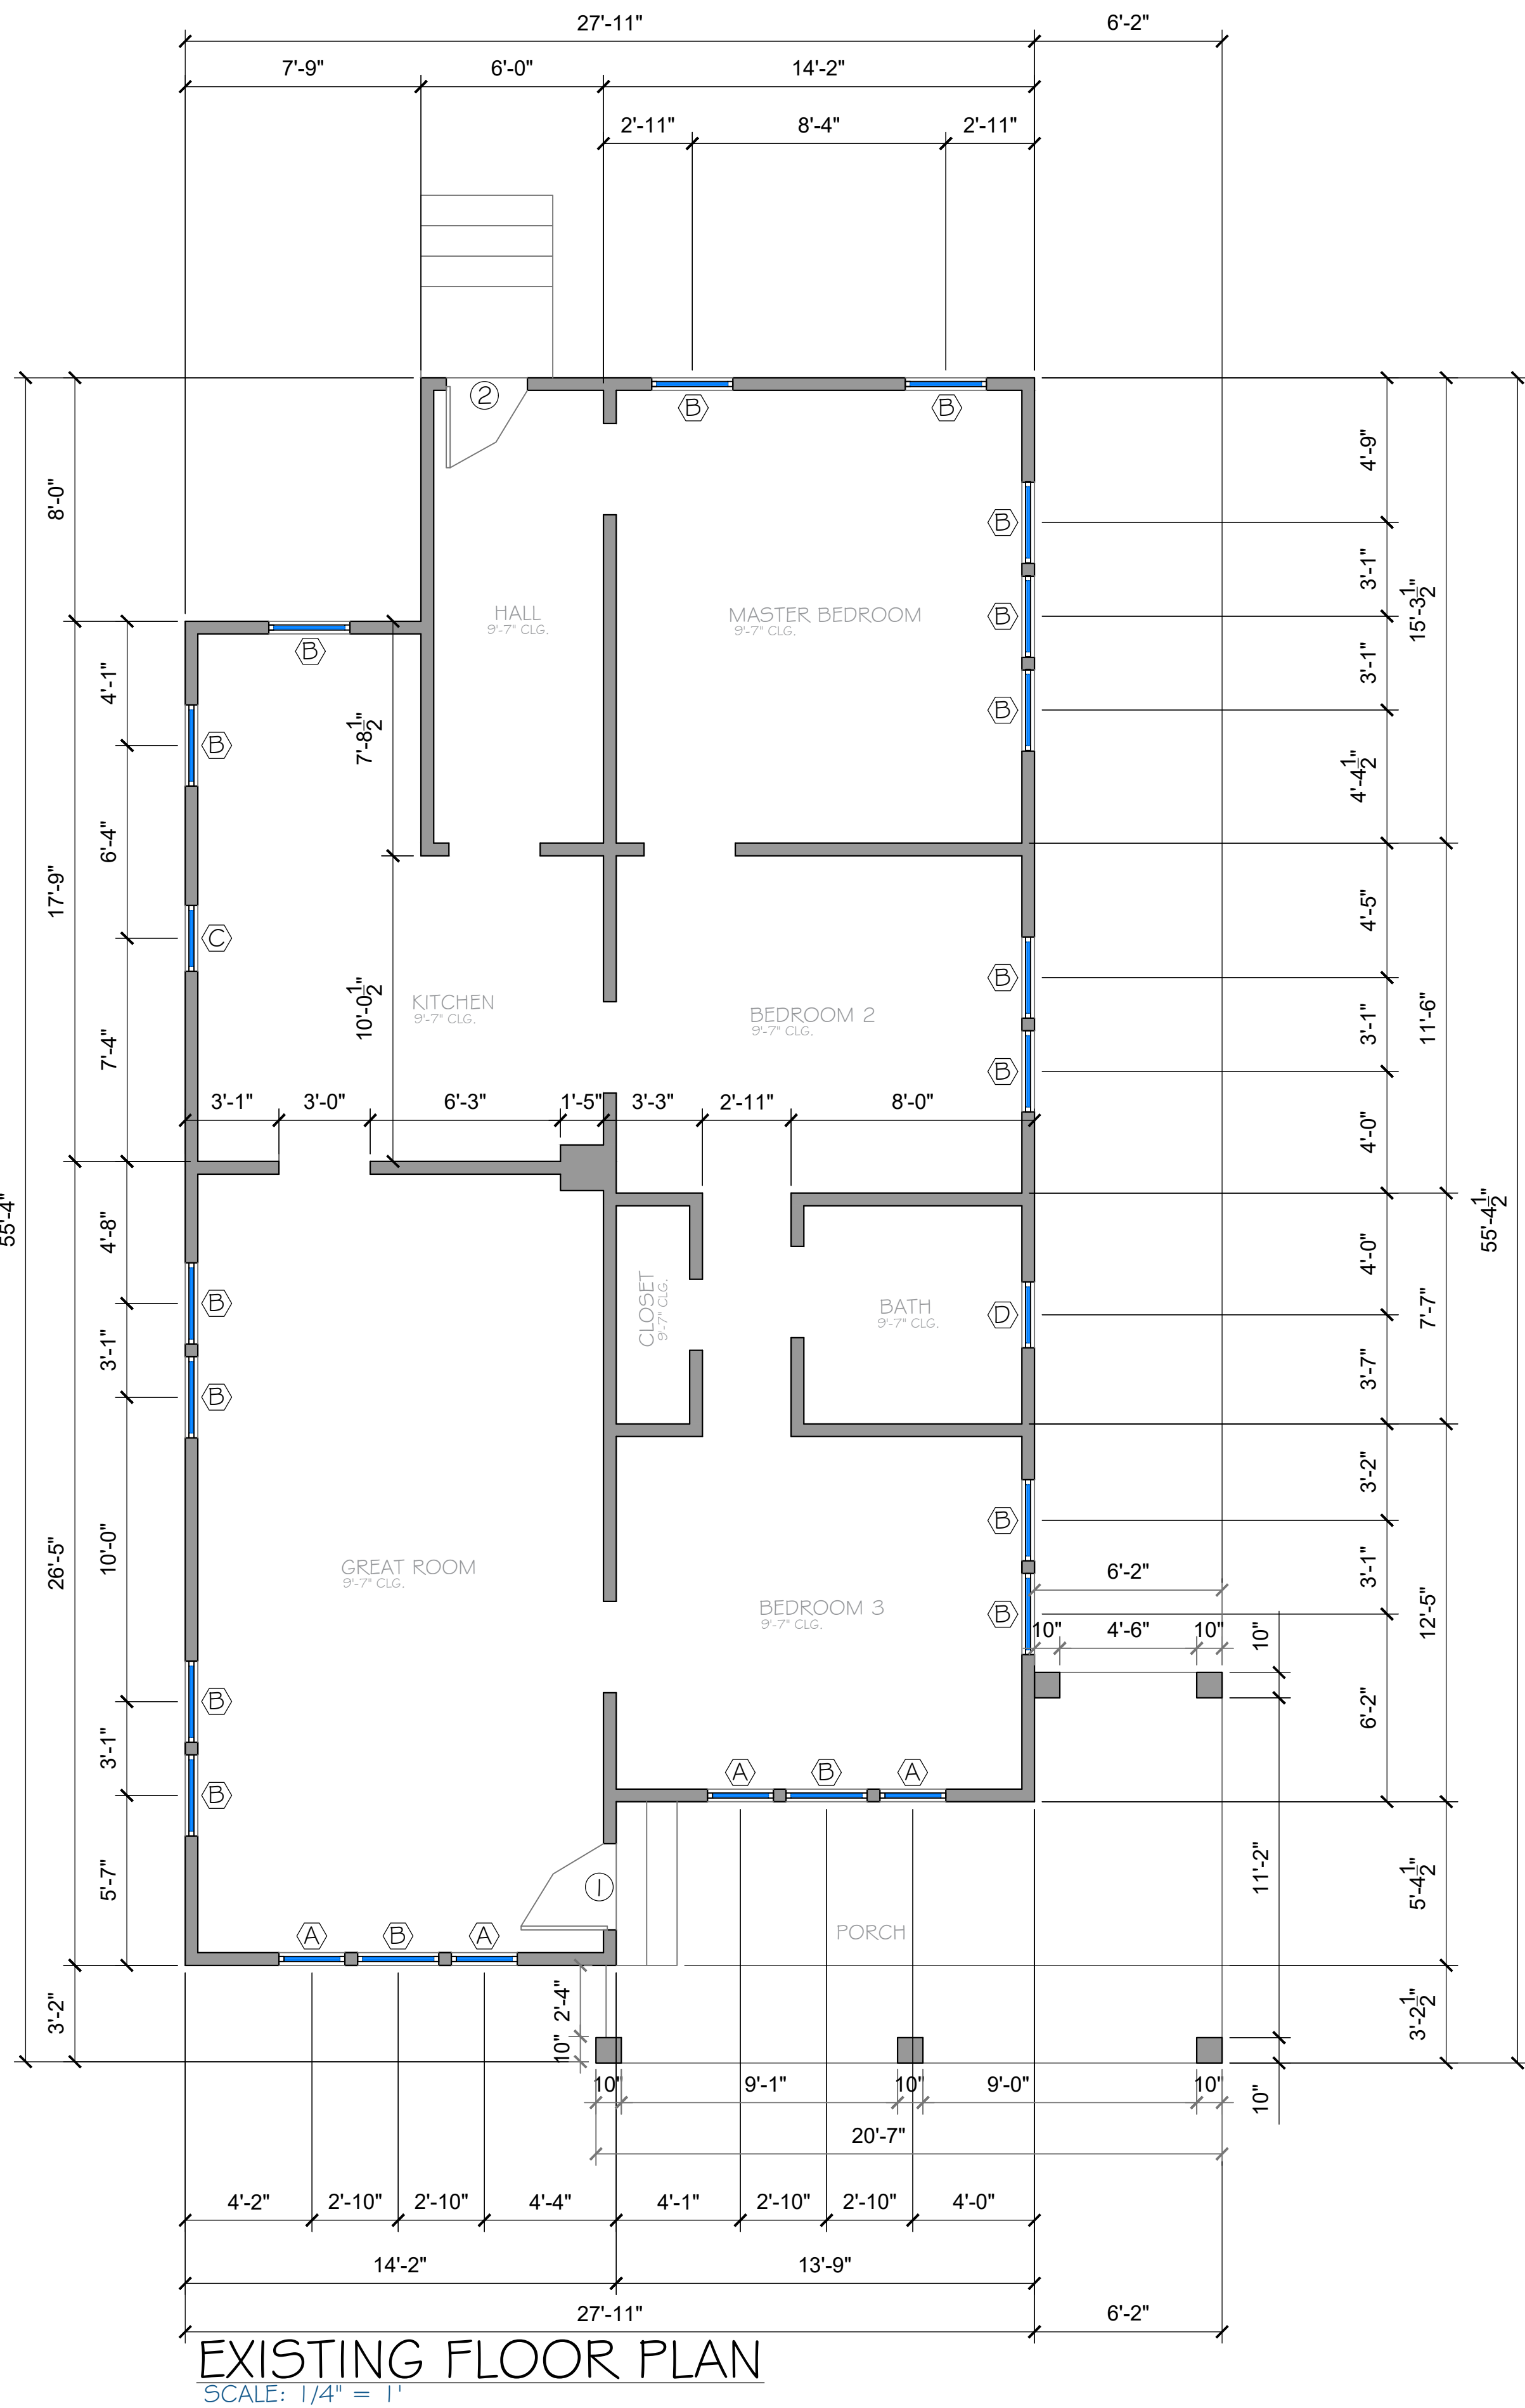 27'-11"
6'-2"
7'-9"
6'-0"
14'-2"
2'-11"
8'-4"
2'-11"
2
B
B
4'-9"
8'-0"
B
3'-1"
15'-3 1/2"
HALL
9'-7" CLG.
MASTER BEDROOM
9'-7" CLG.
B
B
4'-1"
3'-1"
B
B
7'-8 1/2"
4'-4 1/2"
6'-4"
17'-9"
C
4'-5"
KITCHEN
9'-7" CLG.
10'-0 1/2"
BEDROOM 2
9'-7" CLG.
B
3'-1"
11'-6"
7'-4"
B
3'-1"
3'-0"
6'-3"
1'-5"
3'-3"
2'-11"
8'-0"
4'-0"
55'-4"
55'-4 1/2"
4'-8"
4'-0"
B
CLOSET
9'-7" CLG.
BATH
9'-7" CLG.
D
7'-7"
3'-1"
B
3'-7"
3'-2"
B
10'-0"
26'-5"
GREAT ROOM
9'-7" CLG.
3'-1"
6'-2"
BEDROOM 3
9'-7" CLG.
B
12'-5"
10"
4'-6"
10"
10"
B
6'-2"
3'-1"
A
B
A
B
5'-7"
1
11'-2"
5'-4 1/2"
A
B
A
PORCH
3'-2"
2'-4"
3'-2 1/2"
10"
10"
9'-1"
10"
9'-0"
10"
10"
20'-7"
4'-2"
2'-10"
2'-10"
4'-4"
4'-1"
2'-10"
2'-10"
4'-0"
14'-2"
13'-9"
27'-11"
6'-2"
EXISTING FLOOR PLAN
SCALE: 1/4" = 1'